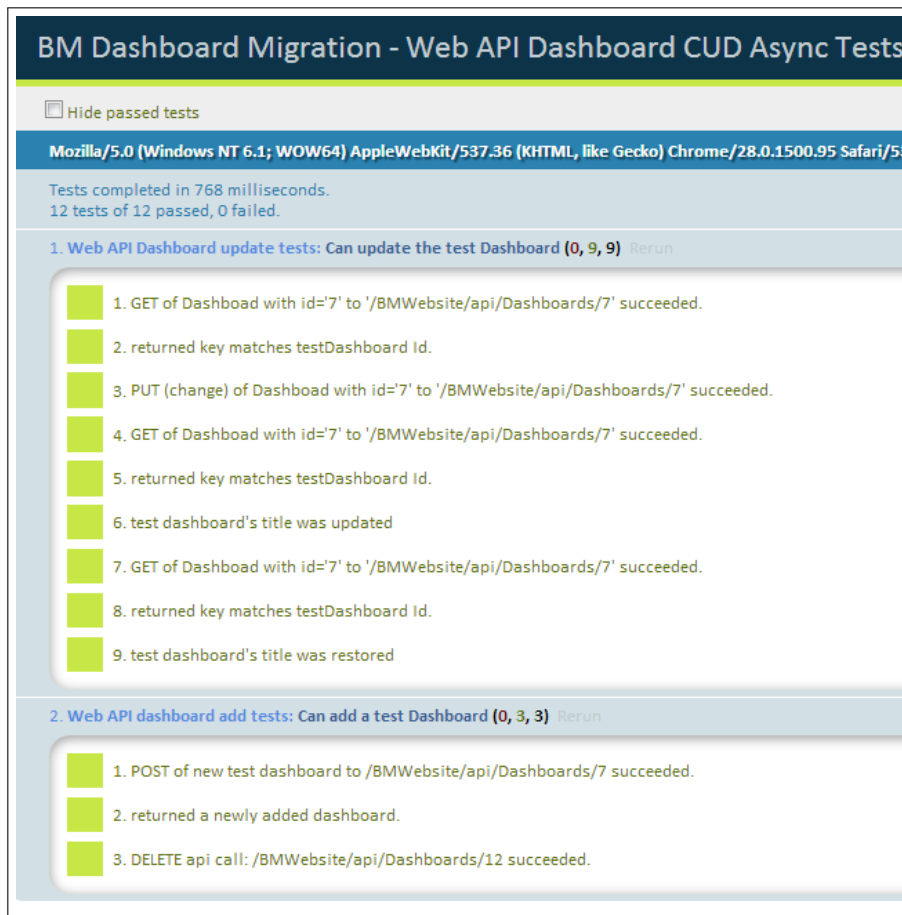 BM Dashboard Migration - Web API Dashboard CUD Async Tests
Hide passed tests
Mozilla/5.0 (Windows NT 6.1; WOW64) AppleWebKit/537.36 (KHTML, like Gecko) Chrome/28.0.1500.95 Safari/5
Tests completed in 768 milliseconds.
12 tests of 12 passed, 0 failed.
1. Web API Dashboard update tests: Can update the test Dashboard (0, 9, 9) Rerun
1. GET of Dashboad with id='7' to '/BMWebsite/api/Dashboards/7' succeeded.
2. returned key matches testDashboard Id.
3. PUT (change) of Dashboad with id='7' to '/BMWebsite/api/Dashboards/7' succeeded.
4. GET of Dashboad with id='7' to '/BMWebsite/api/Dashboards/7' succeeded.
5. returned key matches testDashboard Id.
6. test dashboard's title was updated
7. GET of Dashboad with id='7' to '/BMWebsite/api/Dashboards/7' succeeded.
8. returned key matches testDashboard Id.
9. test dashboard's title was restored
2. Web API dashboard add tests: Can add a test Dashboard (0, 3, 3) Rerun
1. POST of new test dashboard to /BMWebsite/api/Dashboards/7 succeeded.
2. returned a newly added dashboard.
3. DELETE api call: /BMWebsite/api/Dashboards/12 succeeded.